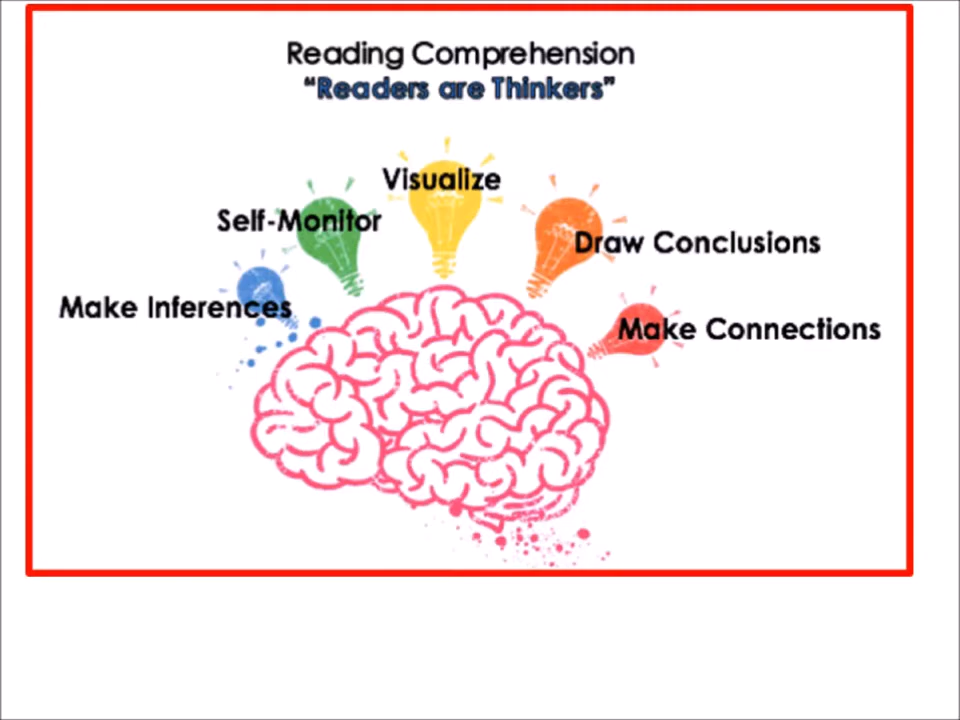 Reading Comprehension
“Readers are Thinkers”
Visualize
Self-Monitor
Draw Conclusions
Make Inferences
Make Connections